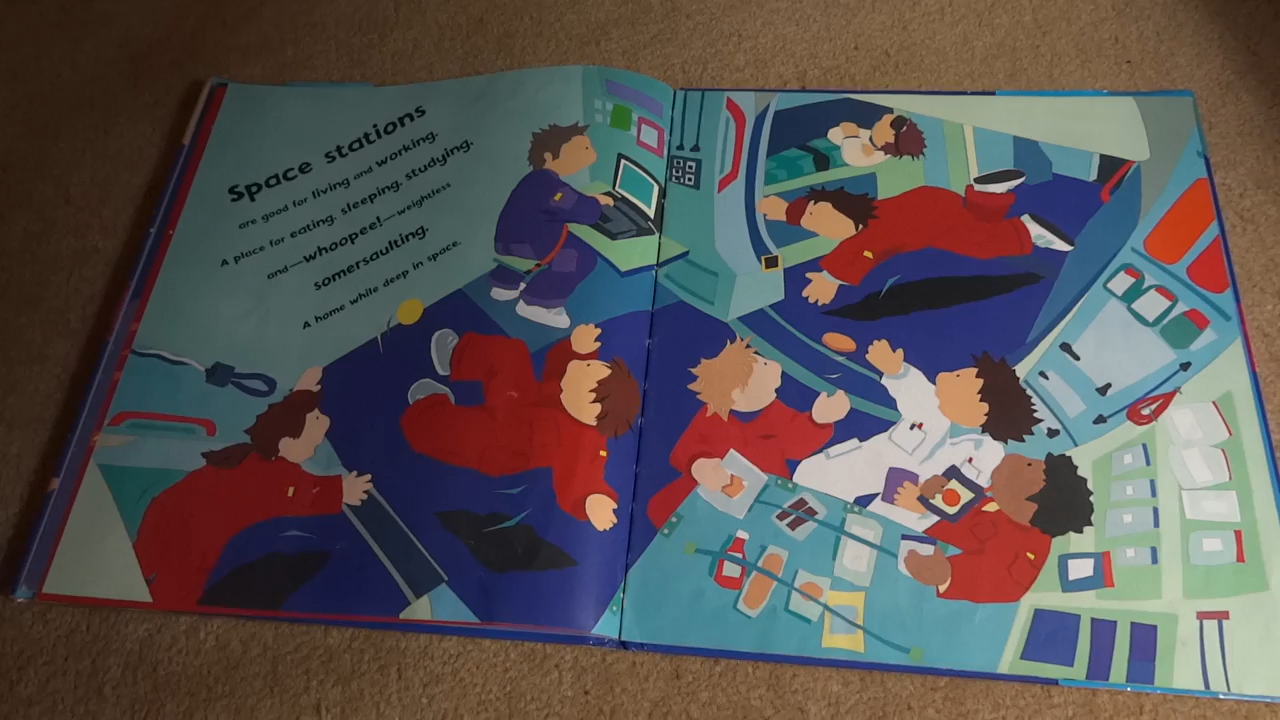 Space stations
are good for living and working.
A place for eating, sleeping, studying,
and—whoopee!—weightless
somersaulting.
A home while deep in space.